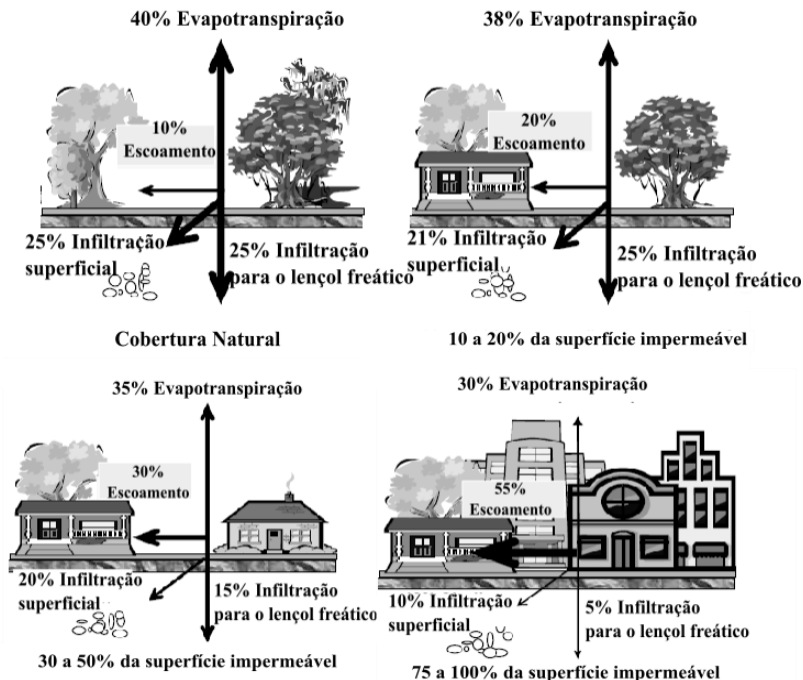 40% Evapotranspiração
10%
Escoamento
25% Infiltração
superficial
25% Infiltração
para o lençol freático
Cobertura Natural
38% Evapotranspiração
20%
Escoamento
21% Infiltração
superficial
25% Infiltração
para o lençol freático
10 a 20% da superfície impermeável
35% Evapotranspiração
30%
Escoamento
20% Infiltração
superficial
15% Infiltração
para o lençol freático
30 a 50% da superfície impermeável
30% Evapotranspiração
55%
Escoamento
10% Infiltração
superficial
5% Infiltração
para o lençol freático
75 a 100% da superfície impermeável